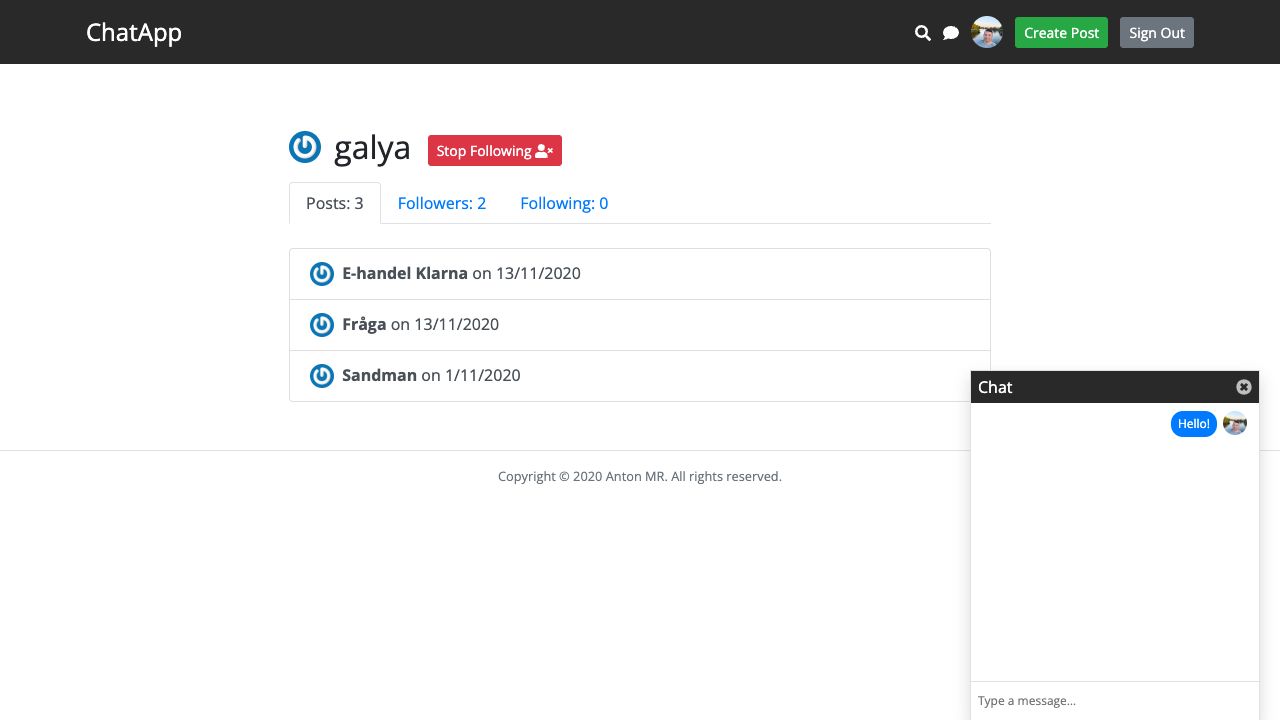 ChatApp
Create Post
Sign Out
galya
Stop Following
Posts: 3
Followers: 2
Following: 0
E-handel Klarna on 13/11/2020
Fråga on 13/11/2020
Sandman on 1/11/2020
Chat
Hello!
Copyright © 2020 Anton MR. All rights reserved.
Type a message...